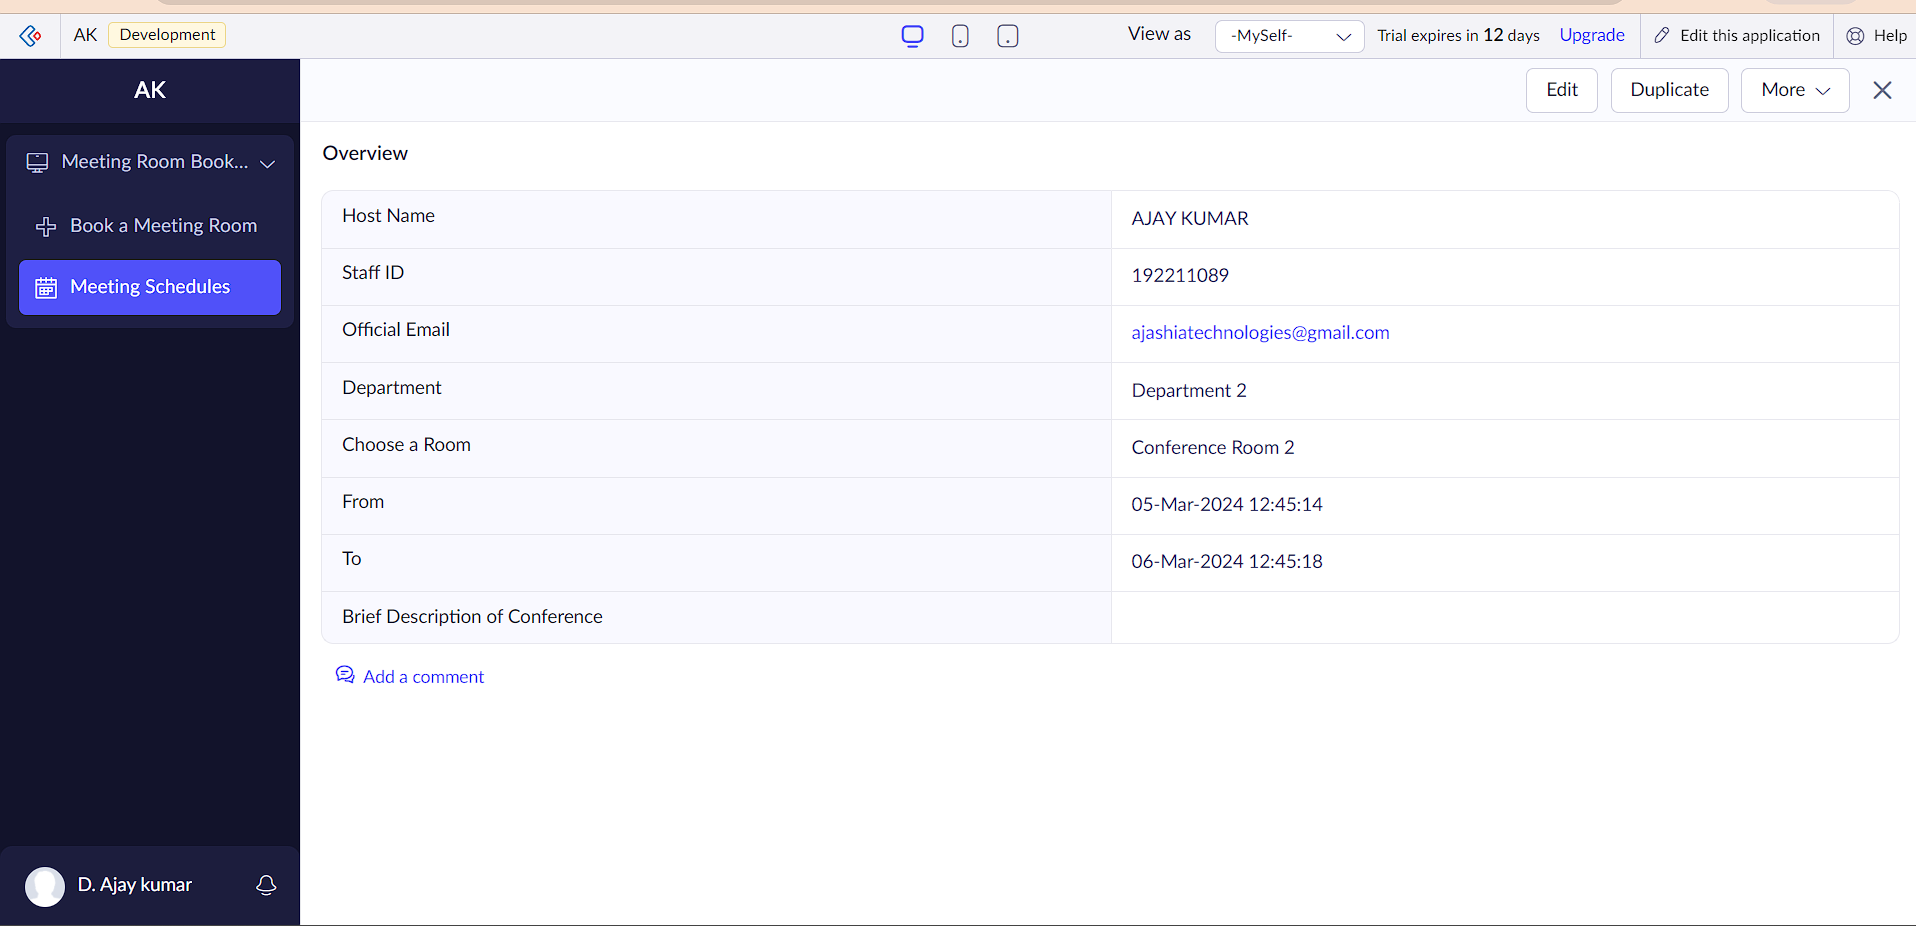 AK Development View as -MySelf- Trial expires in 12 days Upgrade Edit this application Help
AK
Edit Duplicate More
Meeting Room Book...
Book a Meeting Room
Meeting Schedules
Overview
Host Name AJAY KUMAR
Staff ID 192211089
Official Email ajashiatechnologies@gmail.com
Department Department 2
Choose a Room Conference Room 2
From 05-Mar-2024 12:45:14
To 06-Mar-2024 12:45:18
Brief Description of Conference
Add a comment
D. Ajay kumar